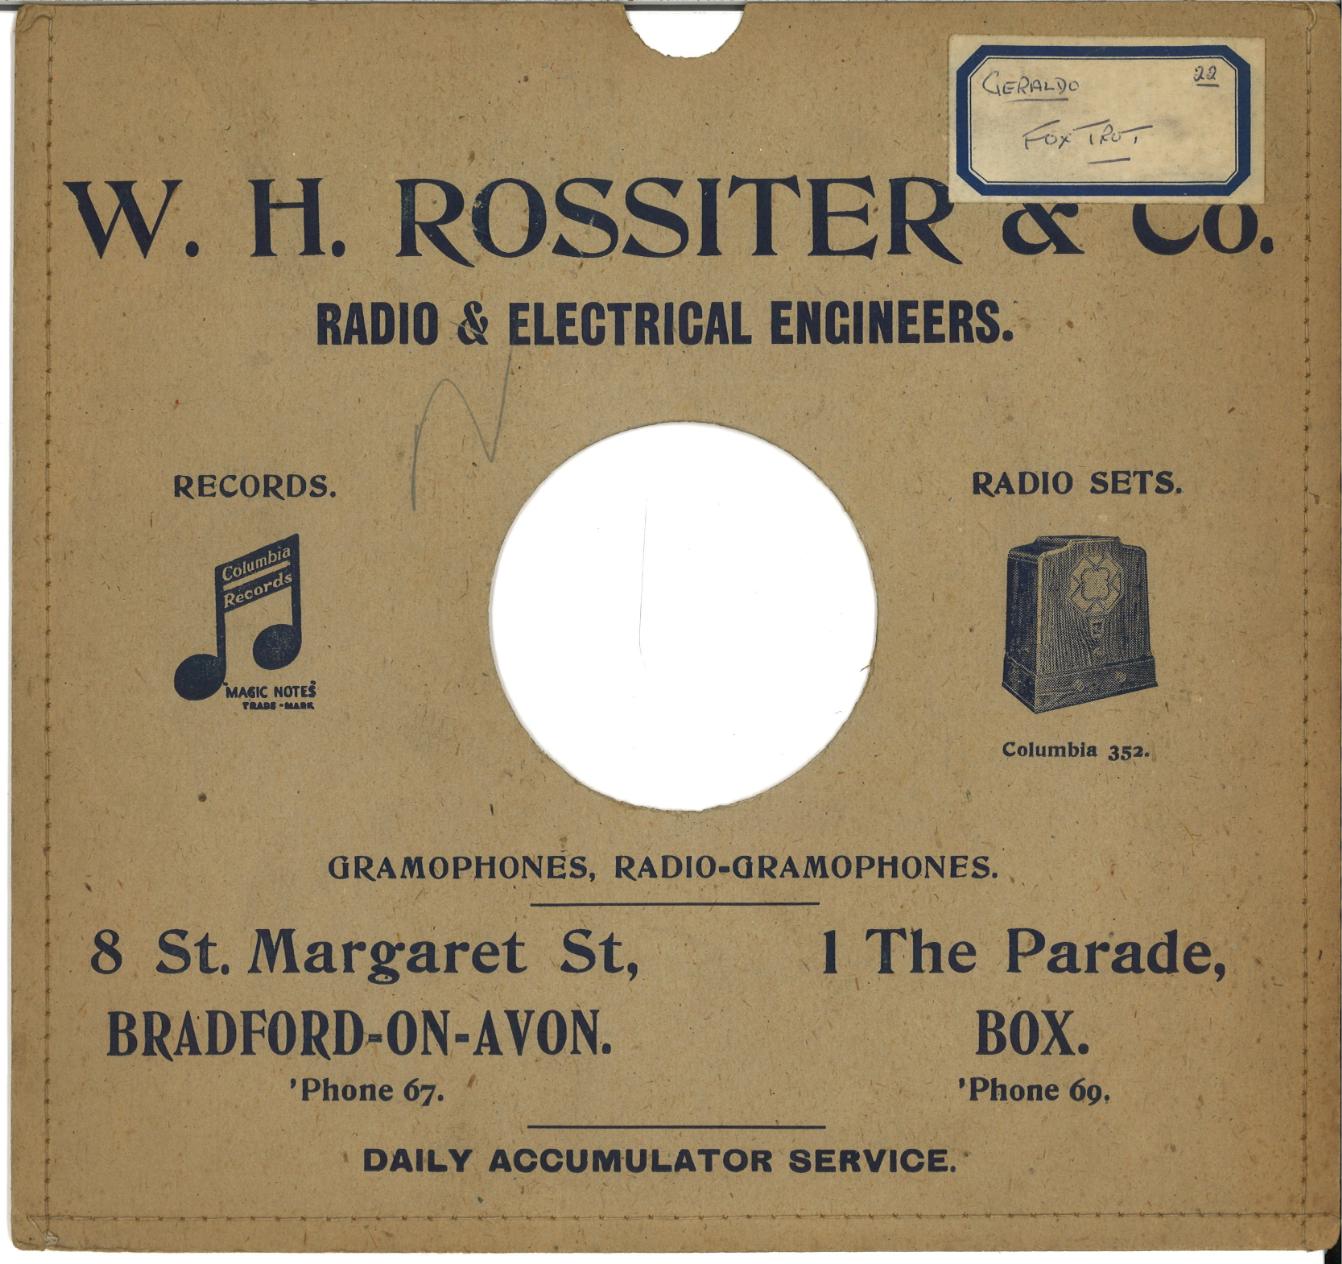 GERALDO 22
FOX TROT
W. H. ROSSITER & Co.
RADIO & ELECTRICAL ENGINEERS.
RECORDS.
RADIO SETS.
Columbia
Records
"MAGIC NOTES"
TRADE-MARK
Columbia 352.
GRAMOPHONES, RADIO-GRAMOPHONES.
8 St. Margaret St,
BRADFORD-ON-AVON.
'Phone 67.
1 The Parade,
BOX.
'Phone 69.
DAILY ACCUMULATOR SERVICE.